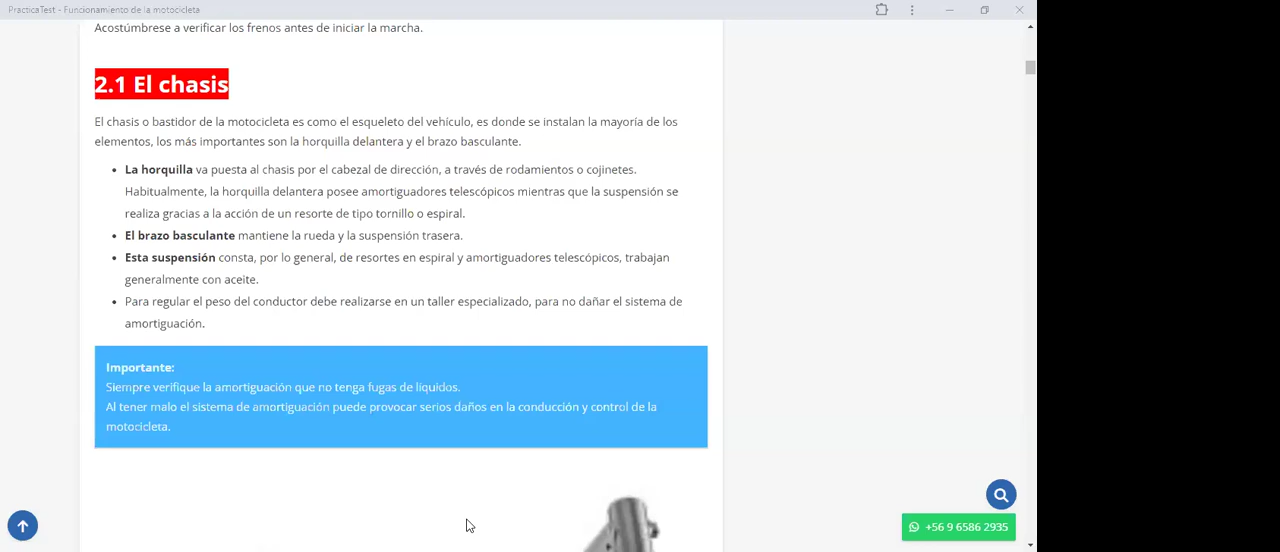 PracticaTest - Funcionamiento de la motocicleta
Acostúmbrese a verificar los frenos antes de iniciar la marcha.
2.1 El chasis
El chasis o bastidor de la motocicleta es como el esqueleto del vehículo, es donde se instalan la mayoría de los
elementos, los más importantes son la horquilla delantera y el brazo basculante.
La horquilla va puesta al chasis por el cabezal de dirección, a través de rodamientos o cojinetes.
Habitualmente, la horquilla delantera posee amortiguadores telescópicos mientras que la suspensión se
realiza gracias a la acción de un resorte de tipo tornillo o espiral.
El brazo basculante mantiene la rueda y la suspensión trasera.
Esta suspensión consta, por lo general, de resortes en espiral y amortiguadores telescópicos, trabajan
generalmente con aceite.
Para regular el peso del conductor debe realizarse en un taller especializado, para no dañar el sistema de
amortiguación.
Importante:
Siempre verifique la amortiguación que no tenga fugas de líquidos.
Al tener malo el sistema de amortiguación puede provocar serios daños en la conducción y control de la
motocicleta.
+56 9 6586 2935